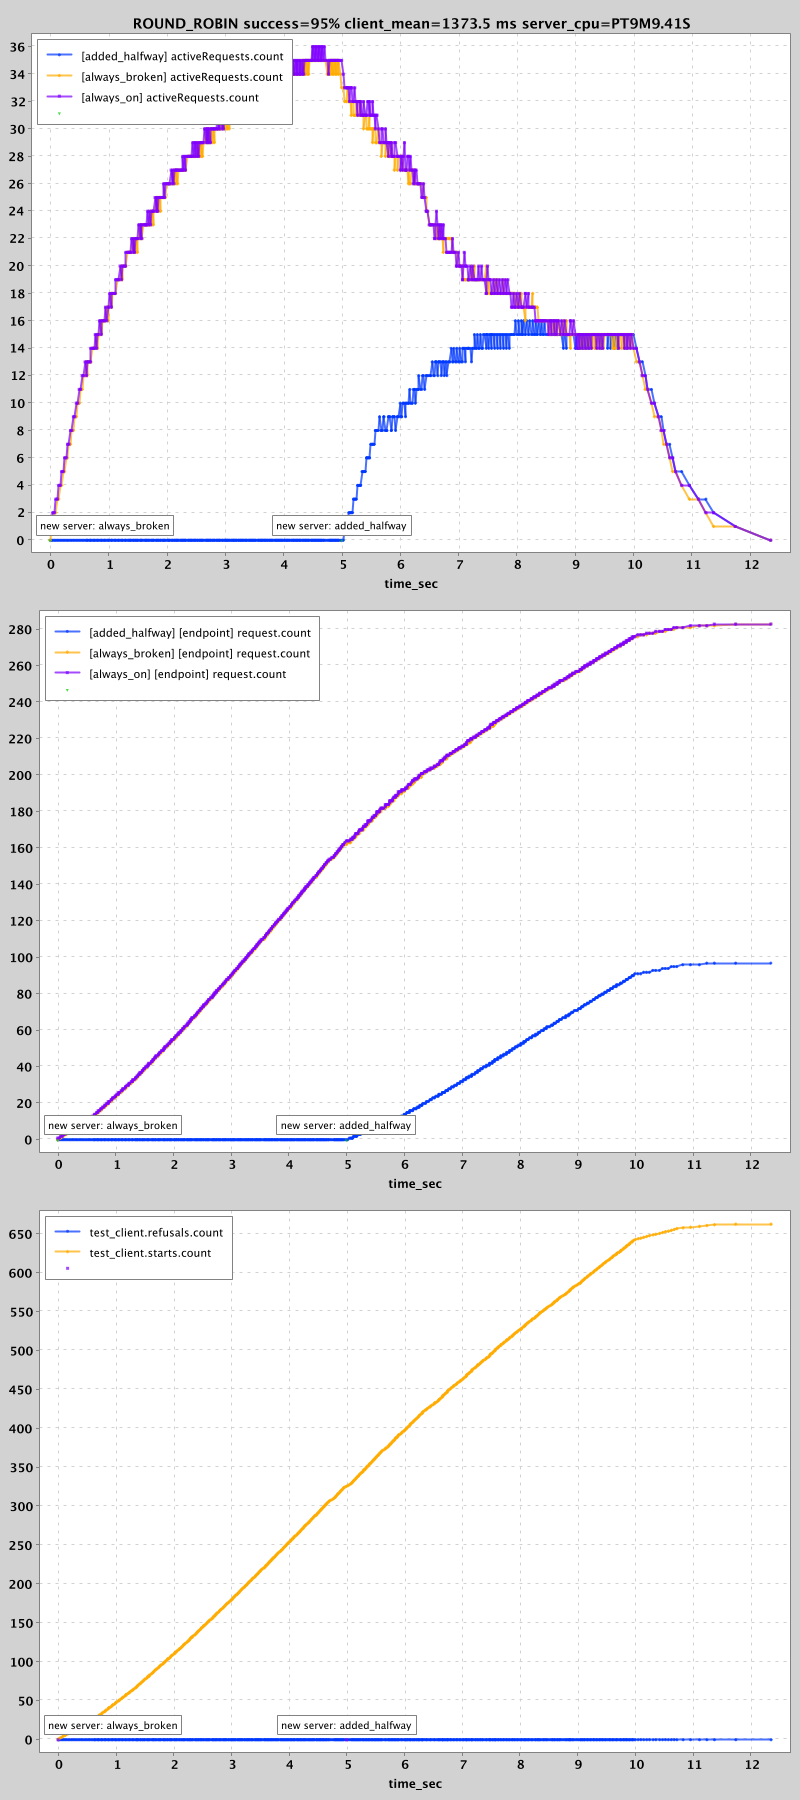 ROUND_ROBIN success=95% client_mean=1373.5 ms server_cpu=PT9M9.41S
[added_halfway] activeRequests.count
[always_broken] activeRequests.count
[always_on] activeRequests.count
36
34
32
30
28
26
24
22
20
18
16
14
12
10
8
6
4
2
0
new server: always_broken
new server: added_halfway
0 1 2 3 4 5 6 7 8 9 10 11 12
time_sec
[added_halfway] [endpoint] request.count
[always_broken] [endpoint] request.count
[always_on] [endpoint] request.count
280
260
240
220
200
180
160
140
120
100
80
60
40
20
0
new server: always_broken
new server: added_halfway
0 1 2 3 4 5 6 7 8 9 10 11 12
time_sec
test_client.refusals.count
test_client.starts.count
650
600
550
500
450
400
350
300
250
200
150
100
50
0
new server: always_broken
new server: added_halfway
0 1 2 3 4 5 6 7 8 9 10 11 12
time_sec